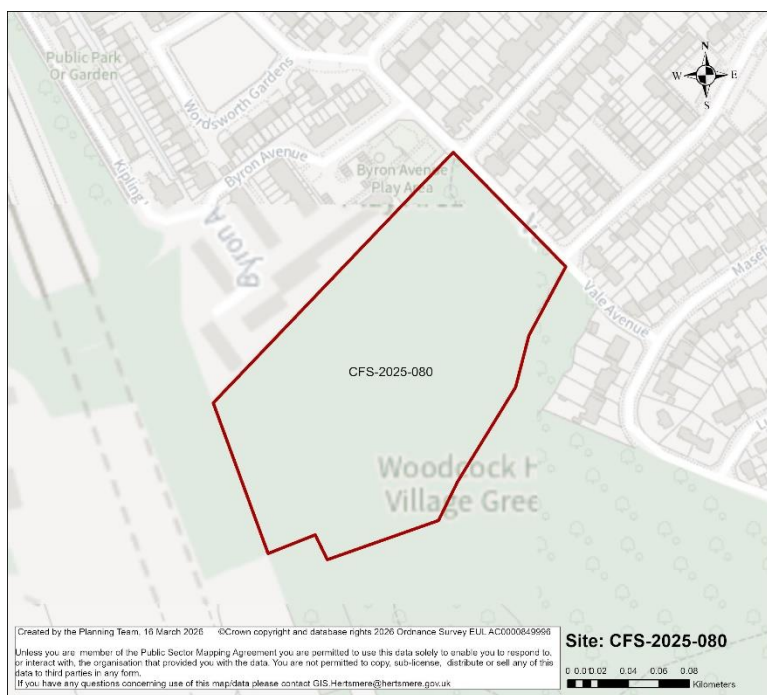 Public Park
Or Garden
Wordsworth Gardens
N
W E
S
Byron Avenue
Byron Avenue
Play Area
Vale Avenue
CFS-2025-080
Woodcock H
Village Gree
Created by the Planning Team, 16 March 2026 ©Crown copyright and database rights 2026 Ordnance Survey EUL AC0000849996
Unless you are member of the Public Sector Mapping Agreement you are permitted to use this data solely to enable you to respond to,
or interact with, the organisation that provided you with the data. You are not permitted to copy, sub-license, distribute or sell any of this
data to third parties in any form.
If you have any questions concerning use of this map/data please contact GIS.Hertsmere@hertsmere.gov.uk
Site: CFS-2025-080
0 0.01 0.02 0.04 0.06 0.08
Kilometers